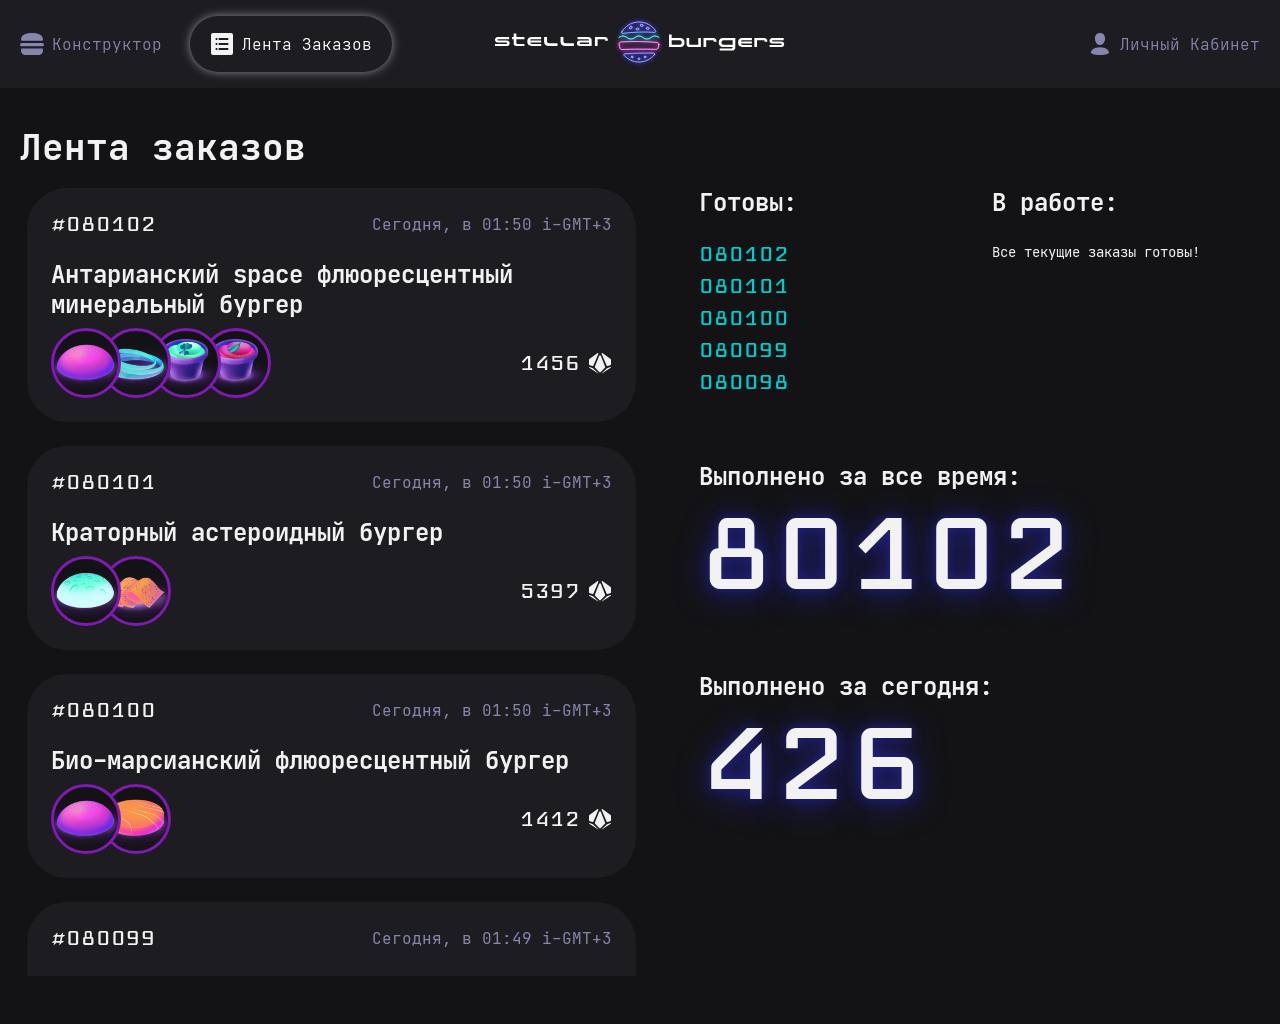 Конструктор
Лента Заказов
stellar burgers
Личный Кабинет
Лента заказов
#080102
Сегодня, в 01:50 i-GMT+3
Антарианский space флюоресцентный
минеральный бургер
1456
#080101
Сегодня, в 01:50 i-GMT+3
Краторный астероидный бургер
5397
#080100
Сегодня, в 01:50 i-GMT+3
Био-марсианский флюоресцентный бургер
1412
#080099
Сегодня, в 01:49 i-GMT+3
Готовы:
080102
080101
080100
080099
080098
В работе:
Все текущие заказы готовы!
Выполнено за все время:
80102
Выполнено за сегодня:
426